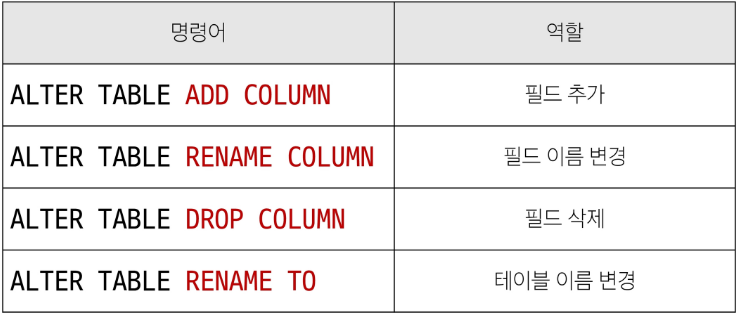 명령어 역할
ALTER TABLE ADD COLUMN 필드 추가
ALTER TABLE RENAME COLUMN 필드 이름 변경
ALTER TABLE DROP COLUMN 필드 삭제
ALTER TABLE RENAME TO 테이블 이름 변경